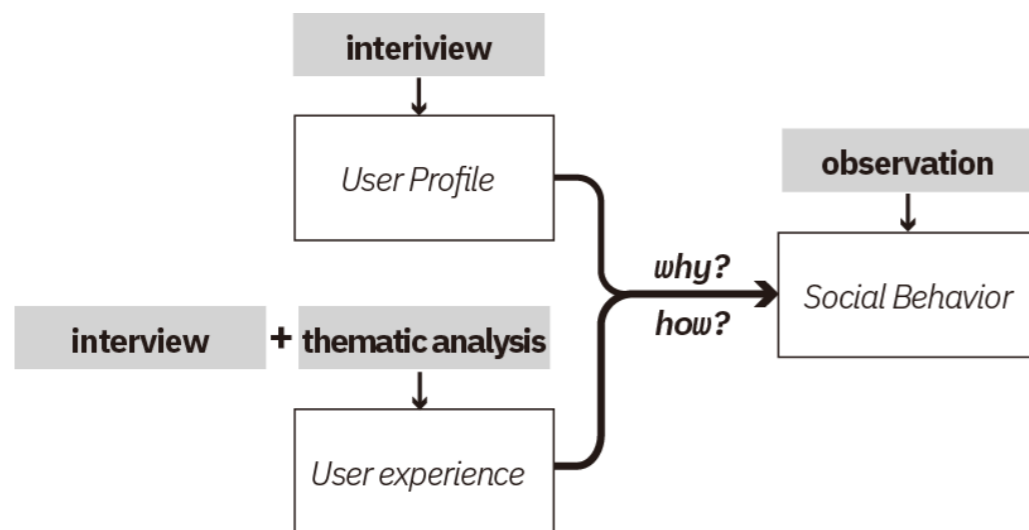 interiview
User Profile
observation
why?
Social Behavior
how?
interview + thematic analysis
User experience